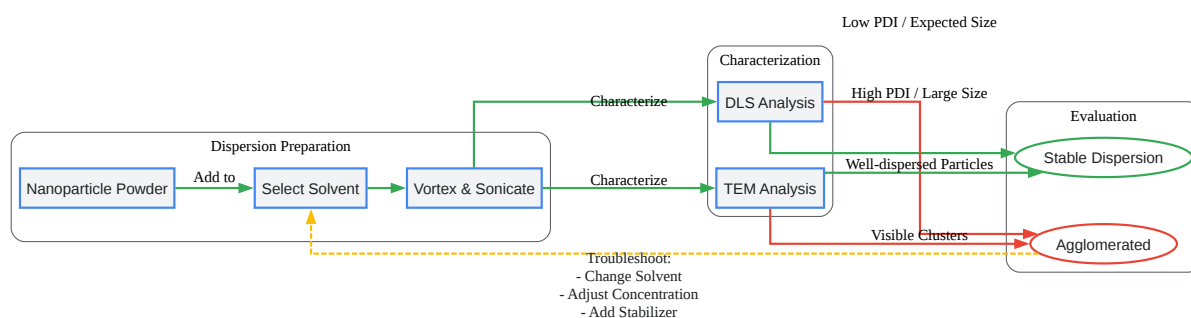 Low PDI / Expected Size
Characterization
Characterize
DLS Analysis
High PDI / Large Size
Evaluation
Dispersion Preparation
Stable Dispersion
Well-dispersed Particles
Nanoparticle Powder
Add to
Select Solvent
Vortex & Sonicate
Characterize
TEM Analysis
Visible Clusters
Agglomerated
Troubleshoot:
- Change Solvent
- Adjust Concentration
- Add Stabilizer